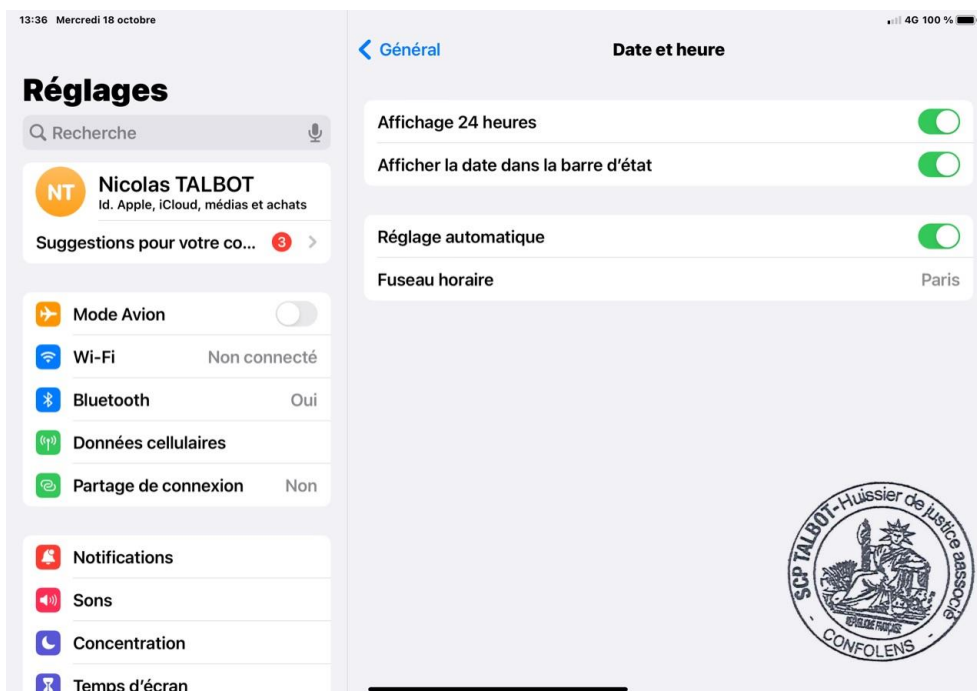 13:36 Mercredi 18 octobre
4G 100 %
Réglages
Recherche
NT
Nicolas TALBOT
Id. Apple, iCloud, médias et achats
Suggestions pour votre co... 3
Mode Avion
Wi-Fi Non connecté
Bluetooth Oui
Données cellulaires
Partage de connexion Non
Notifications
Sons
Concentration
Temps d'écran
Général
Date et heure
Affichage 24 heures
Afficher la date dans la barre d'état
Réglage automatique
Fuseau horaire Paris
SCP TALBOT-Huissier de justice aassocié
RÉPUBLIQUE FRANÇAISE
- CONFOLENS -